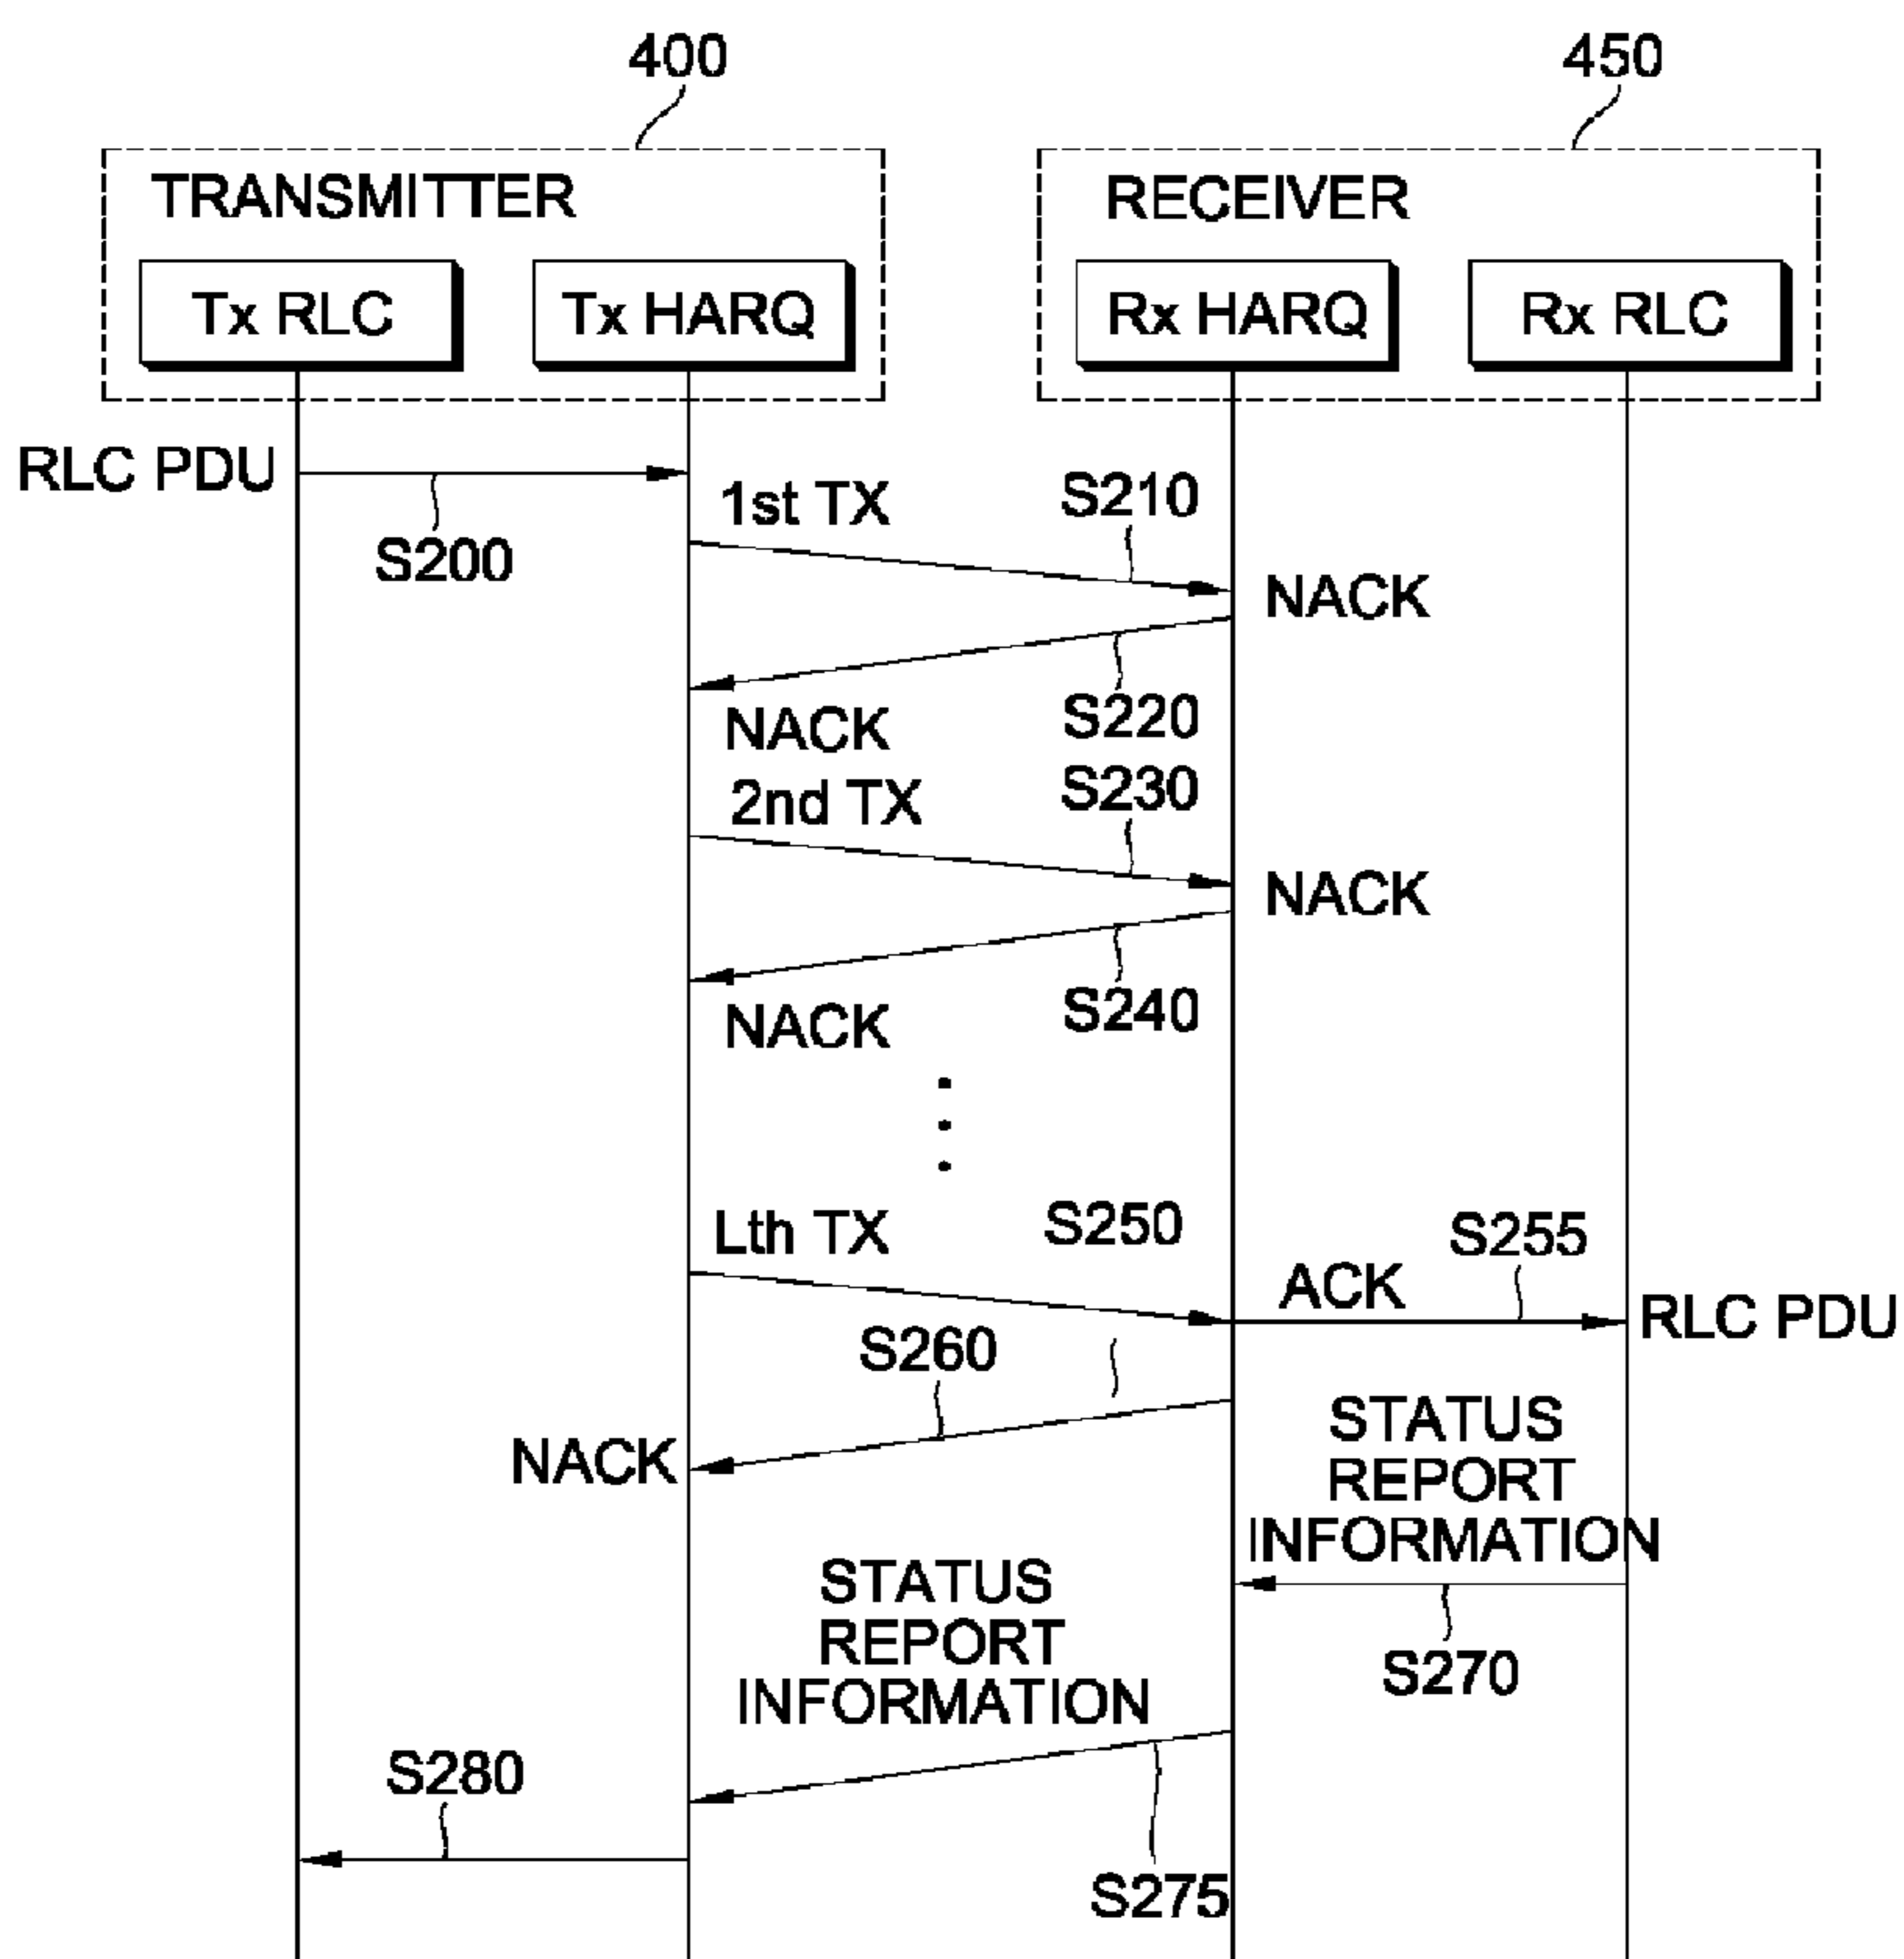 400
450
TRANSMITTER
RECEIVER
Tx RLC
Tx HARQ
Rx HARQ
Rx RLC
RLC PDU
S200
1st TX
S210
NACK
NACK
S220
2nd TX
S230
NACK
NACK
S240
Lth TX
S250
ACK
S255
RLC PDU
S260
NACK
STATUS
REPORT
INFORMATION
S270
STATUS
REPORT
INFORMATION
S275
S280